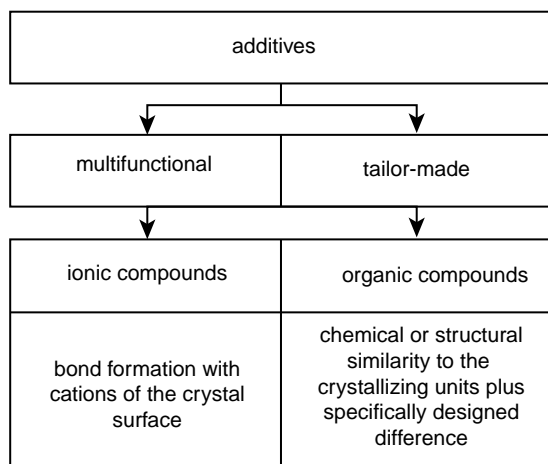 additives
multifunctional
tailor-made
ionic compounds
organic compounds
bond formation with
cations of the crystal
surface
chemical or structural
similarity to the
crystallizing units plus
specifically designed
difference